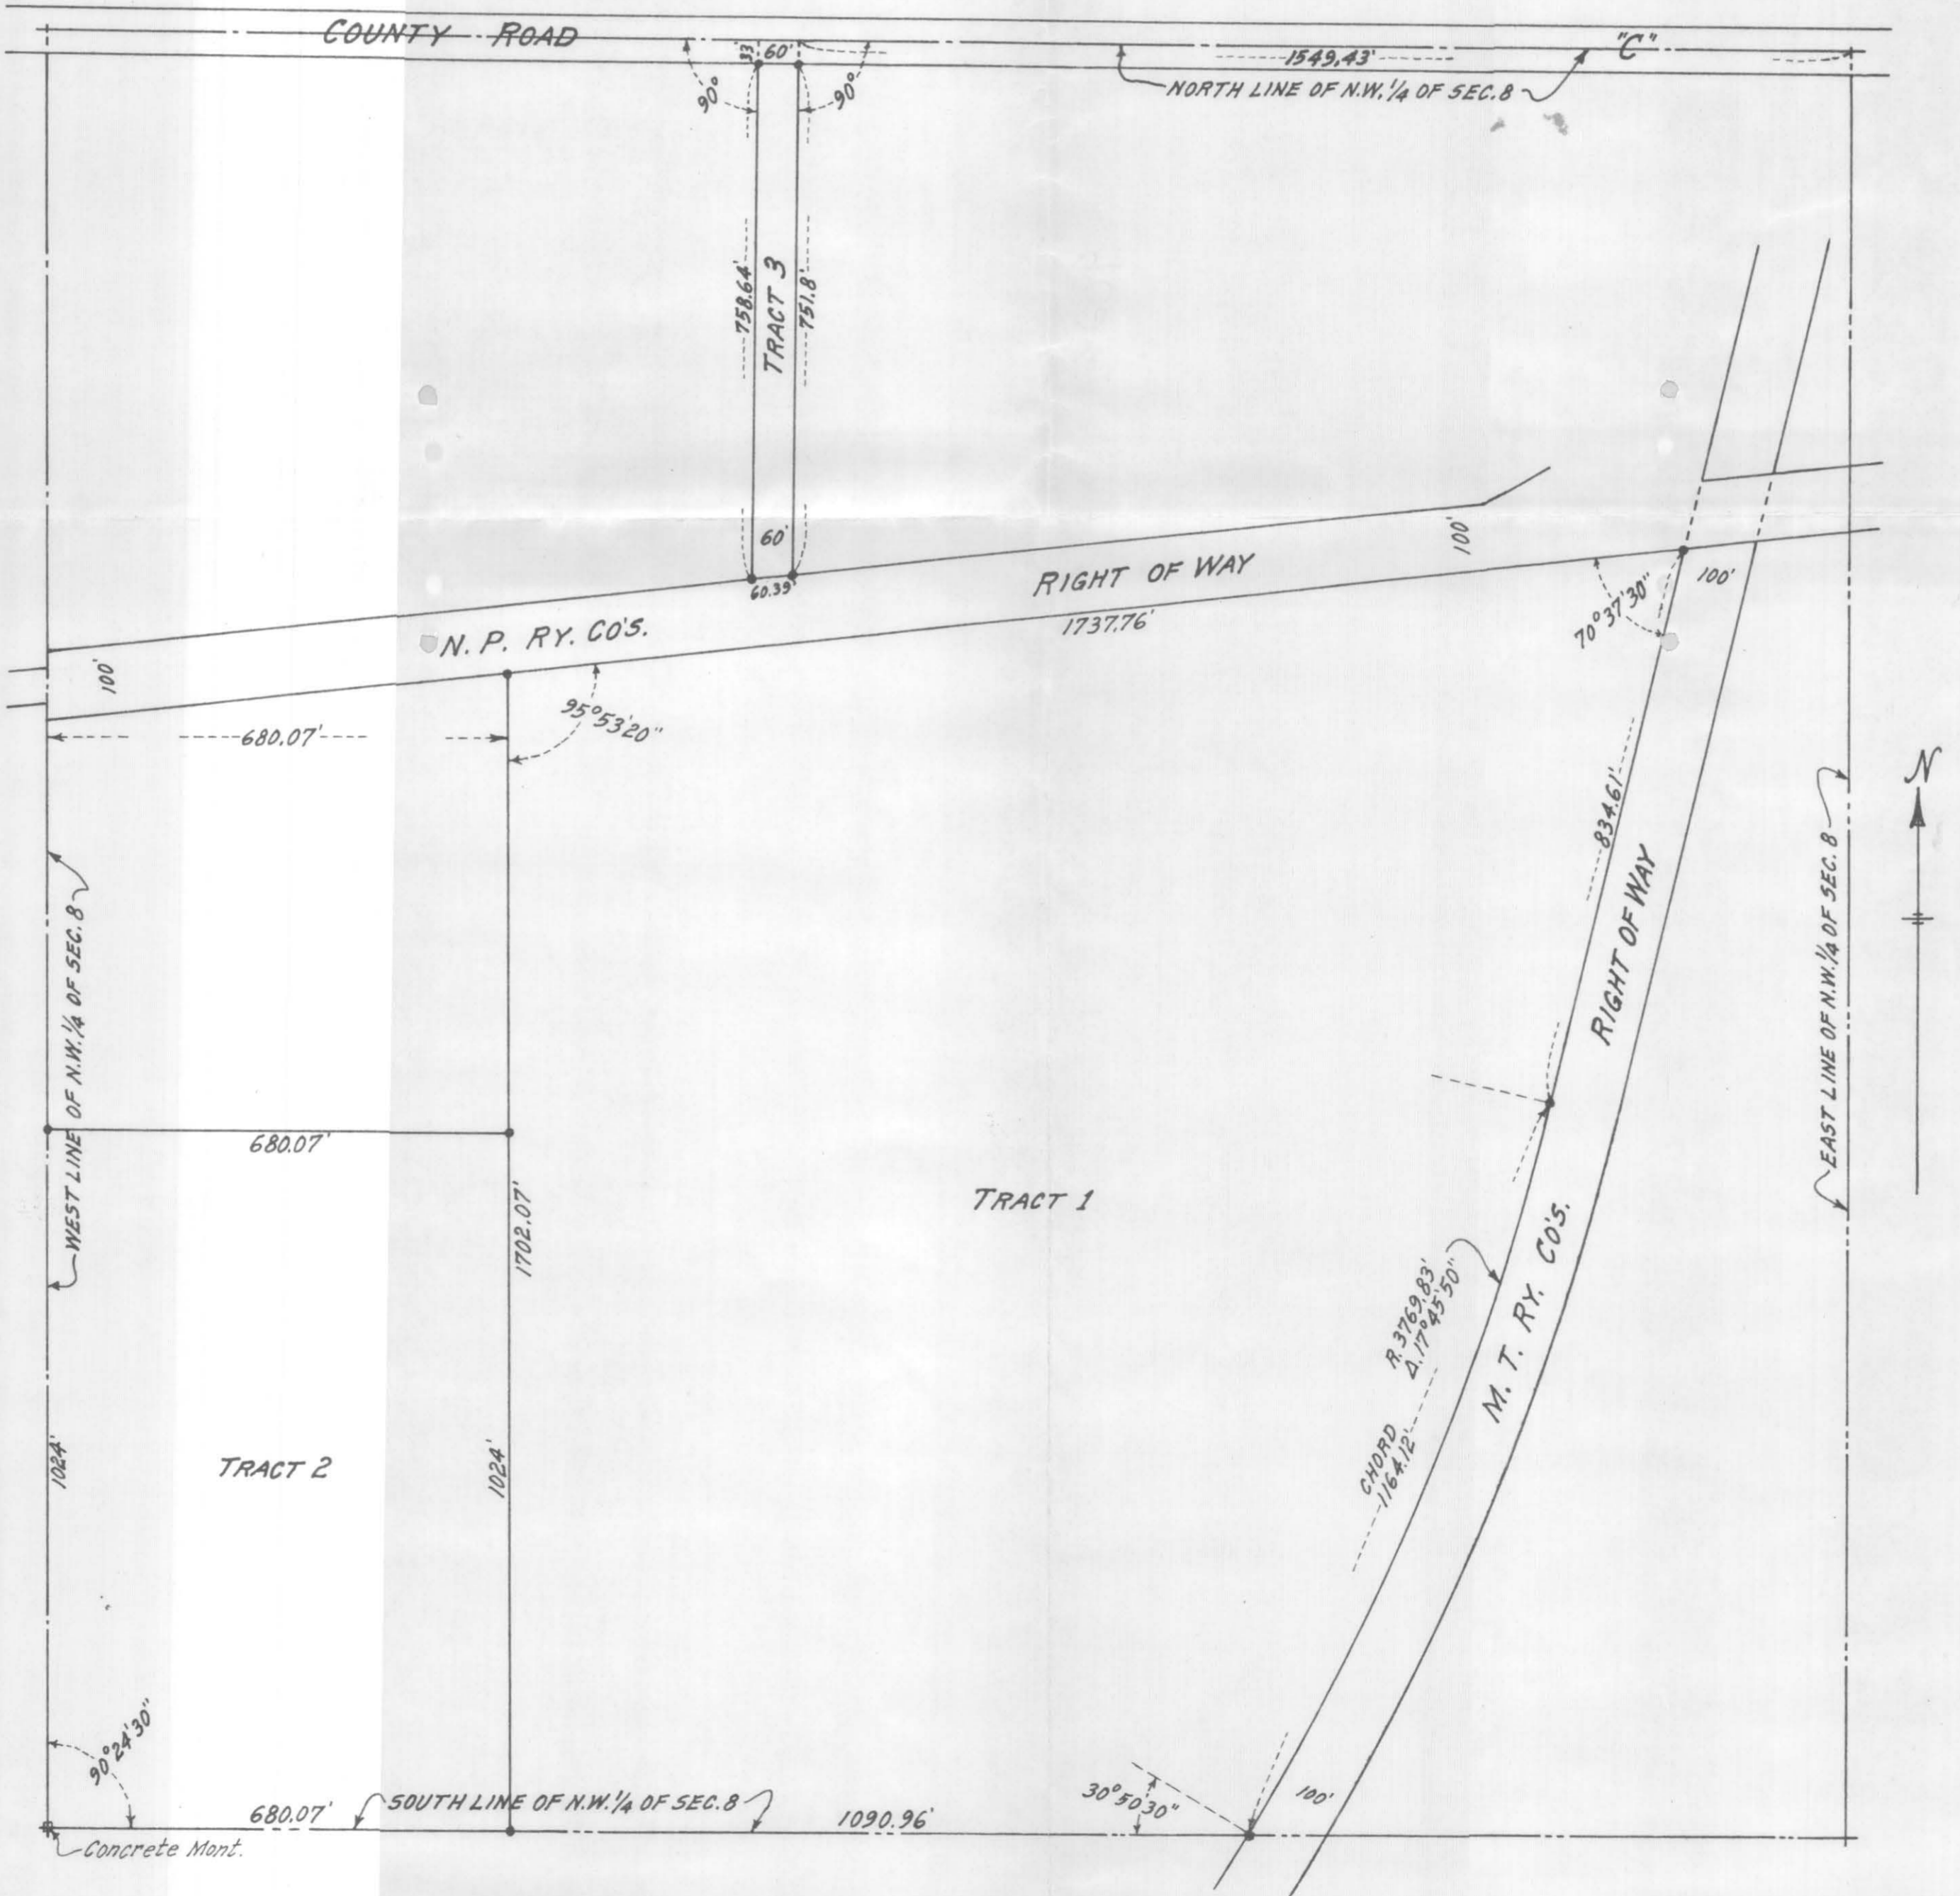 COUNTY ROAD
"C"
33'
60'
1549.43'
90°
90°
NORTH LINE OF N.W.1/4 OF SEC.8
758.64'
TRACT 3
751.8'
60'
60.39'
100'
RIGHT OF WAY
N. P. RY. CO'S.
1737.76'
70°37'30"
100'
100'
680.07'
95°53'20"
834.61'
N
WEST LINE OF N.W.1/4 OF SEC.8
EAST LINE OF N.W.1/4 OF SEC.8
RIGHT OF WAY
680.07'
TRACT 1
1702.07'
M. T. RY. CO'S.
R.3769.83'
Δ.17°45'50"
CHORD
1164.12'
1024'
TRACT 2
1024'
90°24'30"
680.07'
SOUTH LINE OF N.W.1/4 OF SEC.8
1090.96'
30°50'30"
100'
Concrete Mont.